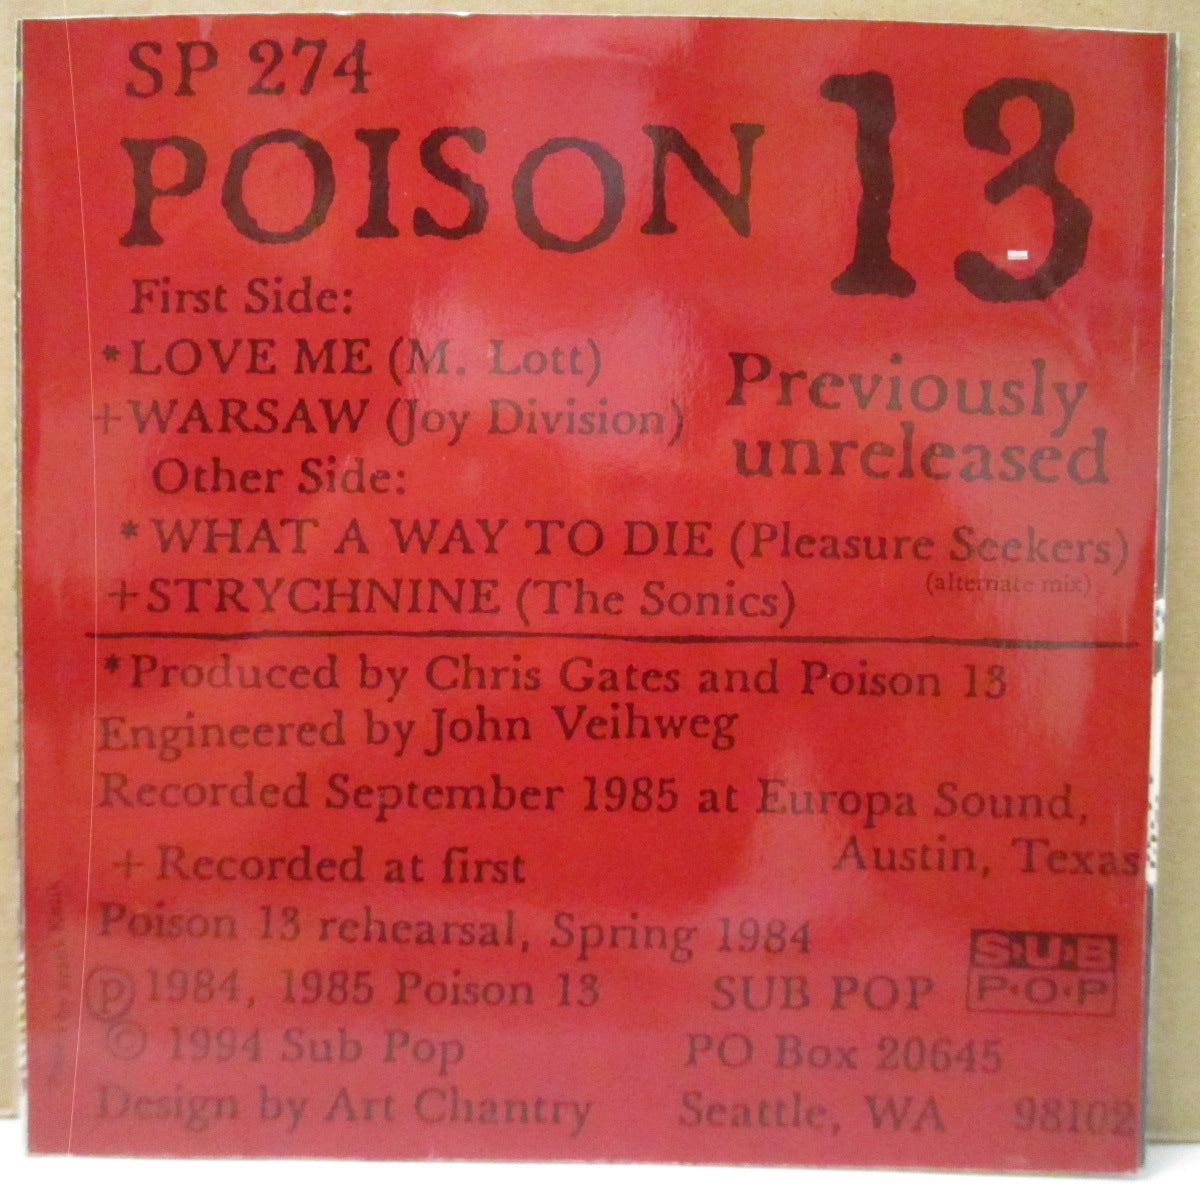 SP 274
POISON 13
First Side:
*LOVE ME (M. Lott)
+WARSAW (Joy Division)
Previously
unreleased
Other Side:
*WHAT A WAY TO DIE (Pleasure Seekers)
(alternate mix)
+STRYCHNINE (The Sonics)
*Produced by Chris Gates and Poison 13
Engineered by John Veihweg
Recorded September 1985 at Europa Sound,
Austin, Texas
+ Recorded at first
Poison 13 rehearsal, Spring 1984
℗ 1984, 1985 Poison 13
© 1994 Sub Pop
Design by Art Chantry
SUB POP
PO Box 20645
Seattle, WA 98102
S·U·B
P·O·P